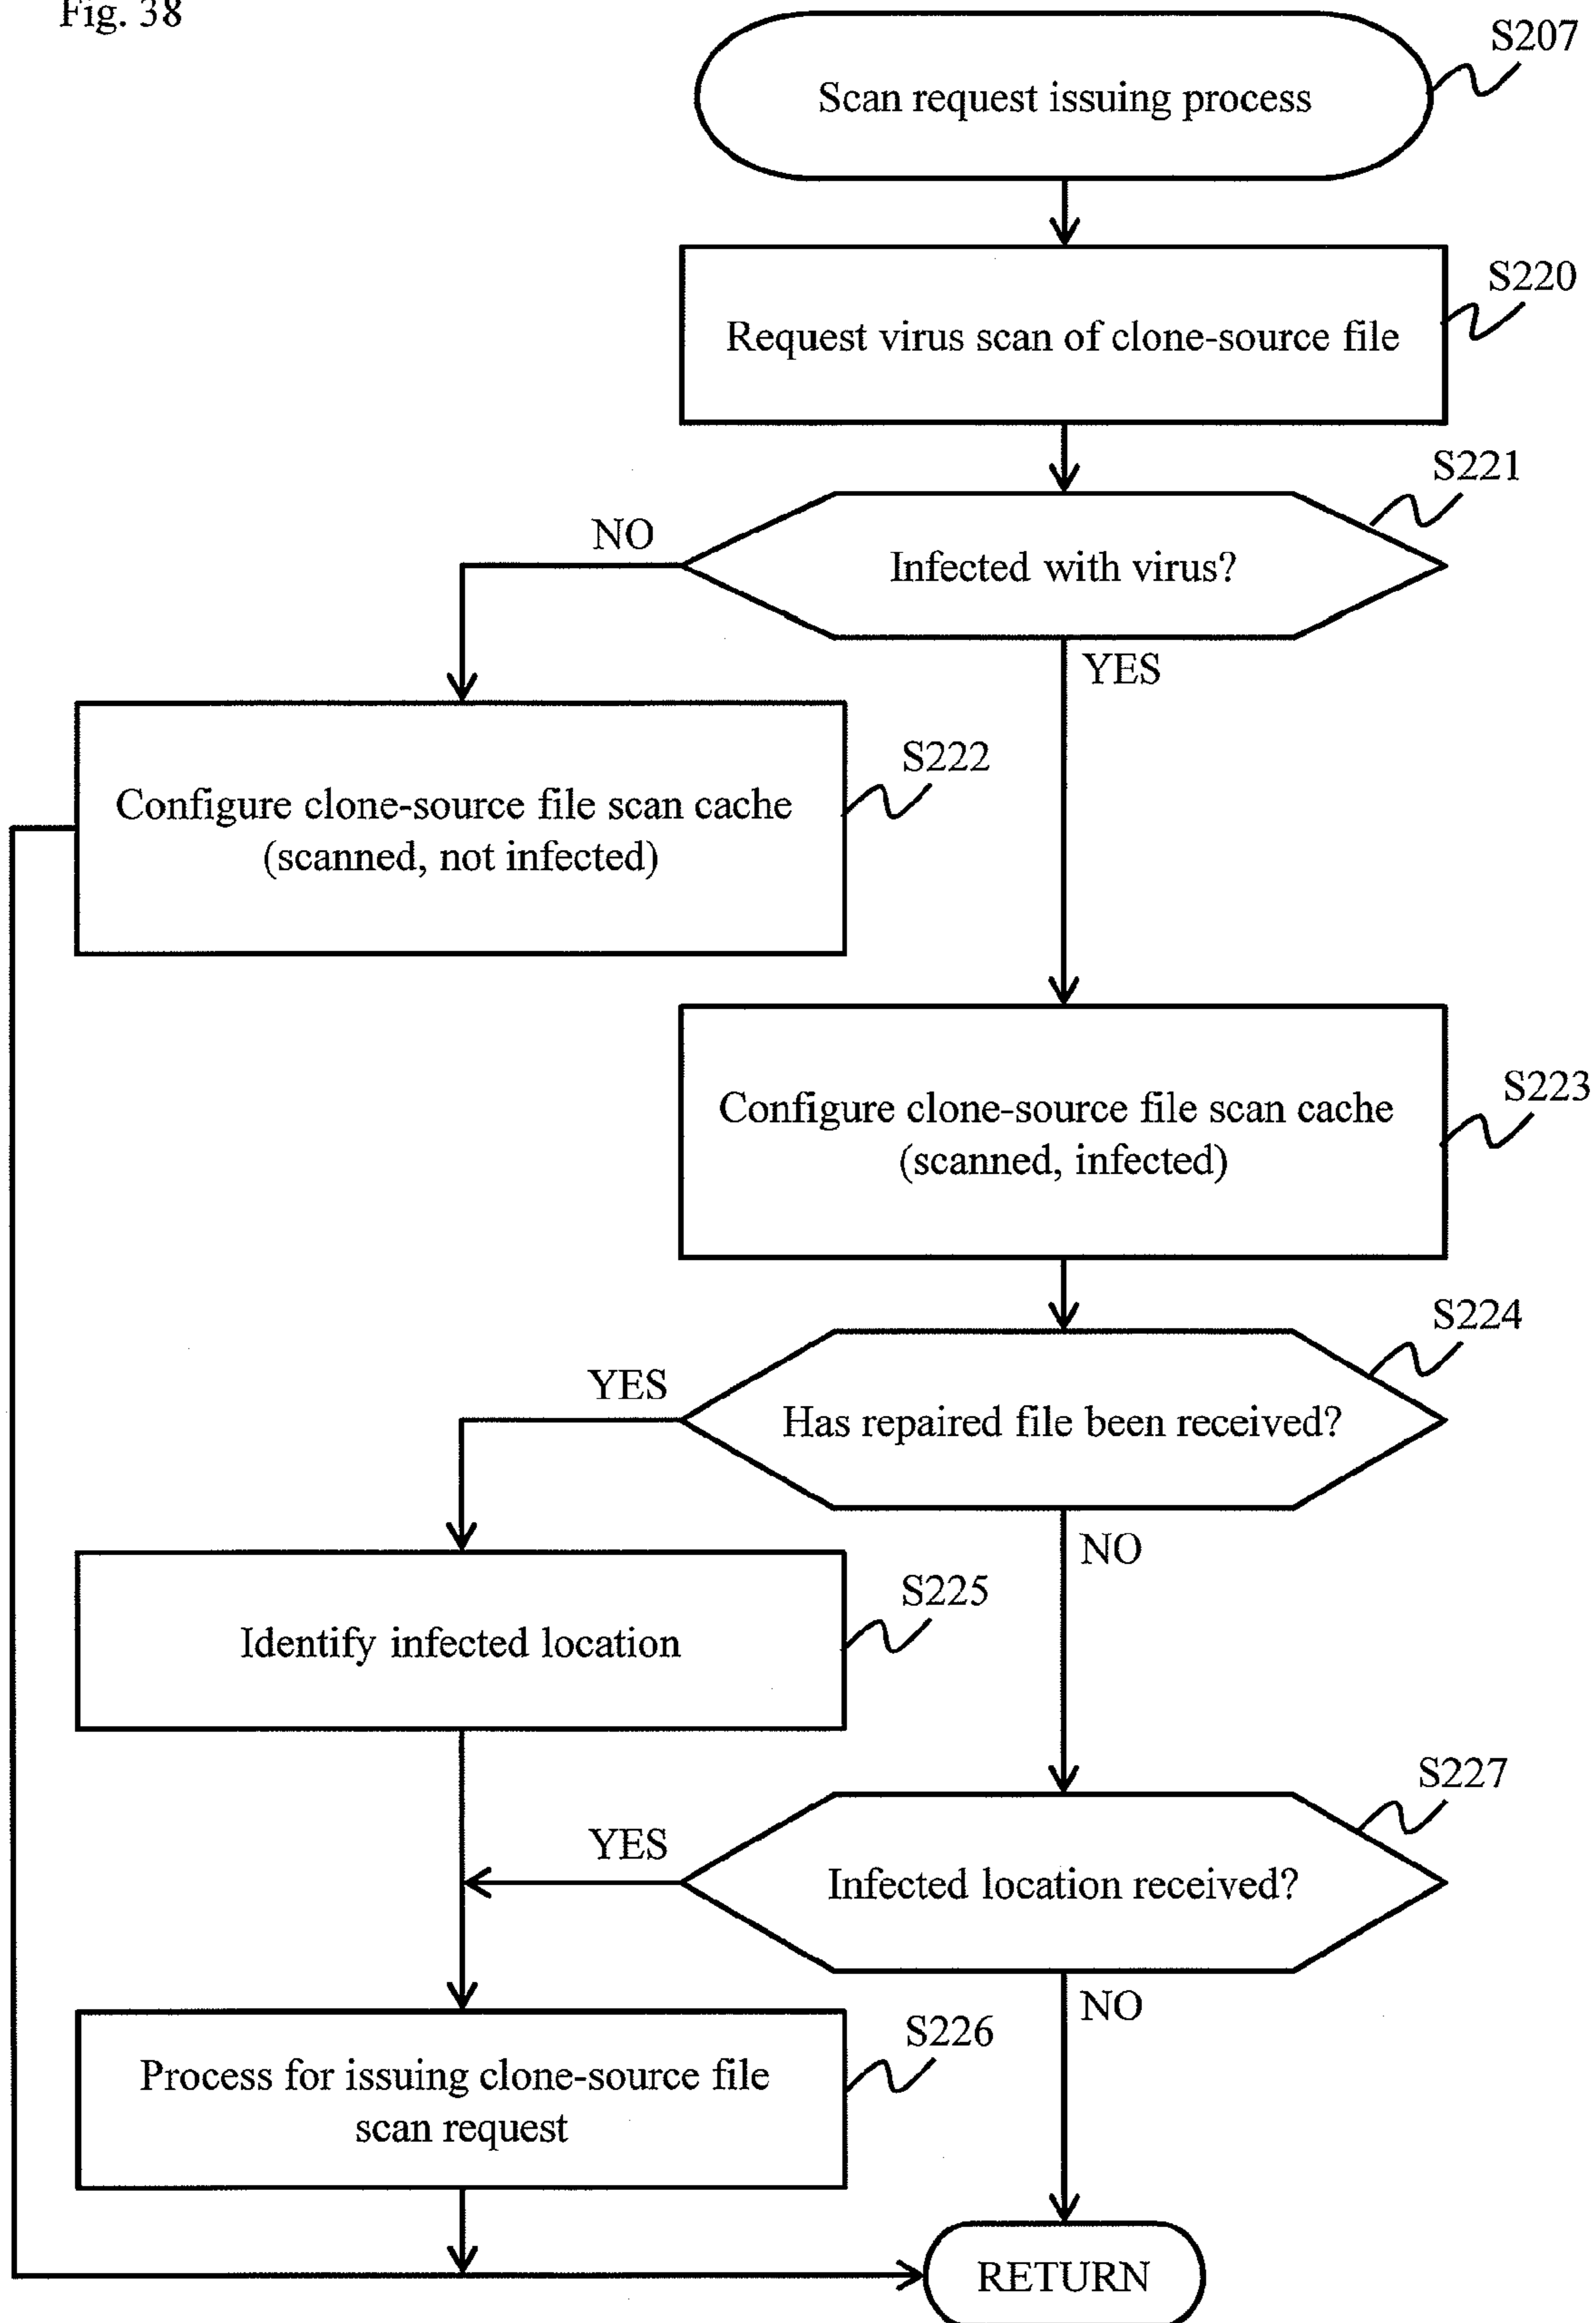 Fig. 38
S207
Scan request issuing process
S220
Request virus scan of clone-source file
S221
NO
Infected with virus?
YES
S222
Configure clone-source file scan cache
(scanned, not infected)
S223
Configure clone-source file scan cache
(scanned, infected)
S224
YES
Has repaired file been received?
NO
S225
Identify infected location
S227
YES
Infected location received?
NO
S226
Process for issuing clone-source file
scan request
RETURN